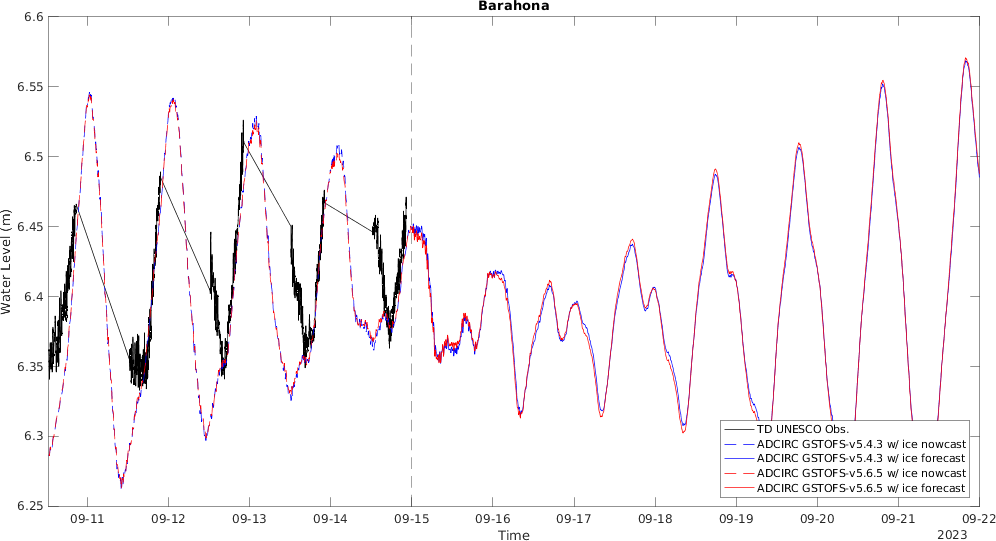 Barahona
6.6
6.55
6.5
6.45
6.4
6.35
6.3
6.25
Water Level (m)
TD UNESCO Obs.
ADCIRC GSTOFS-v5.4.3 w/ ice nowcast
ADCIRC GSTOFS-v5.4.3 w/ ice forecast
ADCIRC GSTOFS-v5.6.5 w/ ice nowcast
ADCIRC GSTOFS-v5.6.5 w/ ice forecast
09-11 09-12 09-13 09-14 09-15 09-16 09-17 09-18 09-19 09-20 09-21 09-22
Time
2023